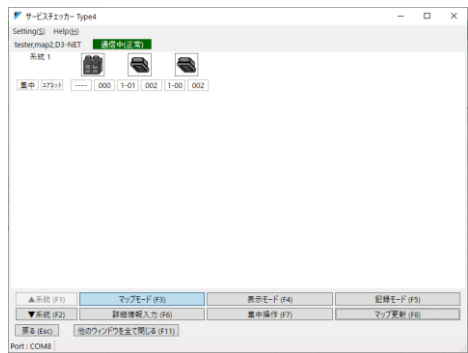 サービスチェッカー Type4
Setting(S) Help(H)
tester,map2,D3-NET 通信中(正常)
系統 1
集中 エアネット ---- 000 1-01 002 1-00 002
▲系統 (F1) マップモード (F3) 表示モード (F4) 記録モード (F5)
▼系統 (F2) 詳細情報入力 (F6) 集中操作 (F7) マップ更新 (F8)
戻る (Esc) 他のウィンドウを全て閉じる (F11)
Port : COM8